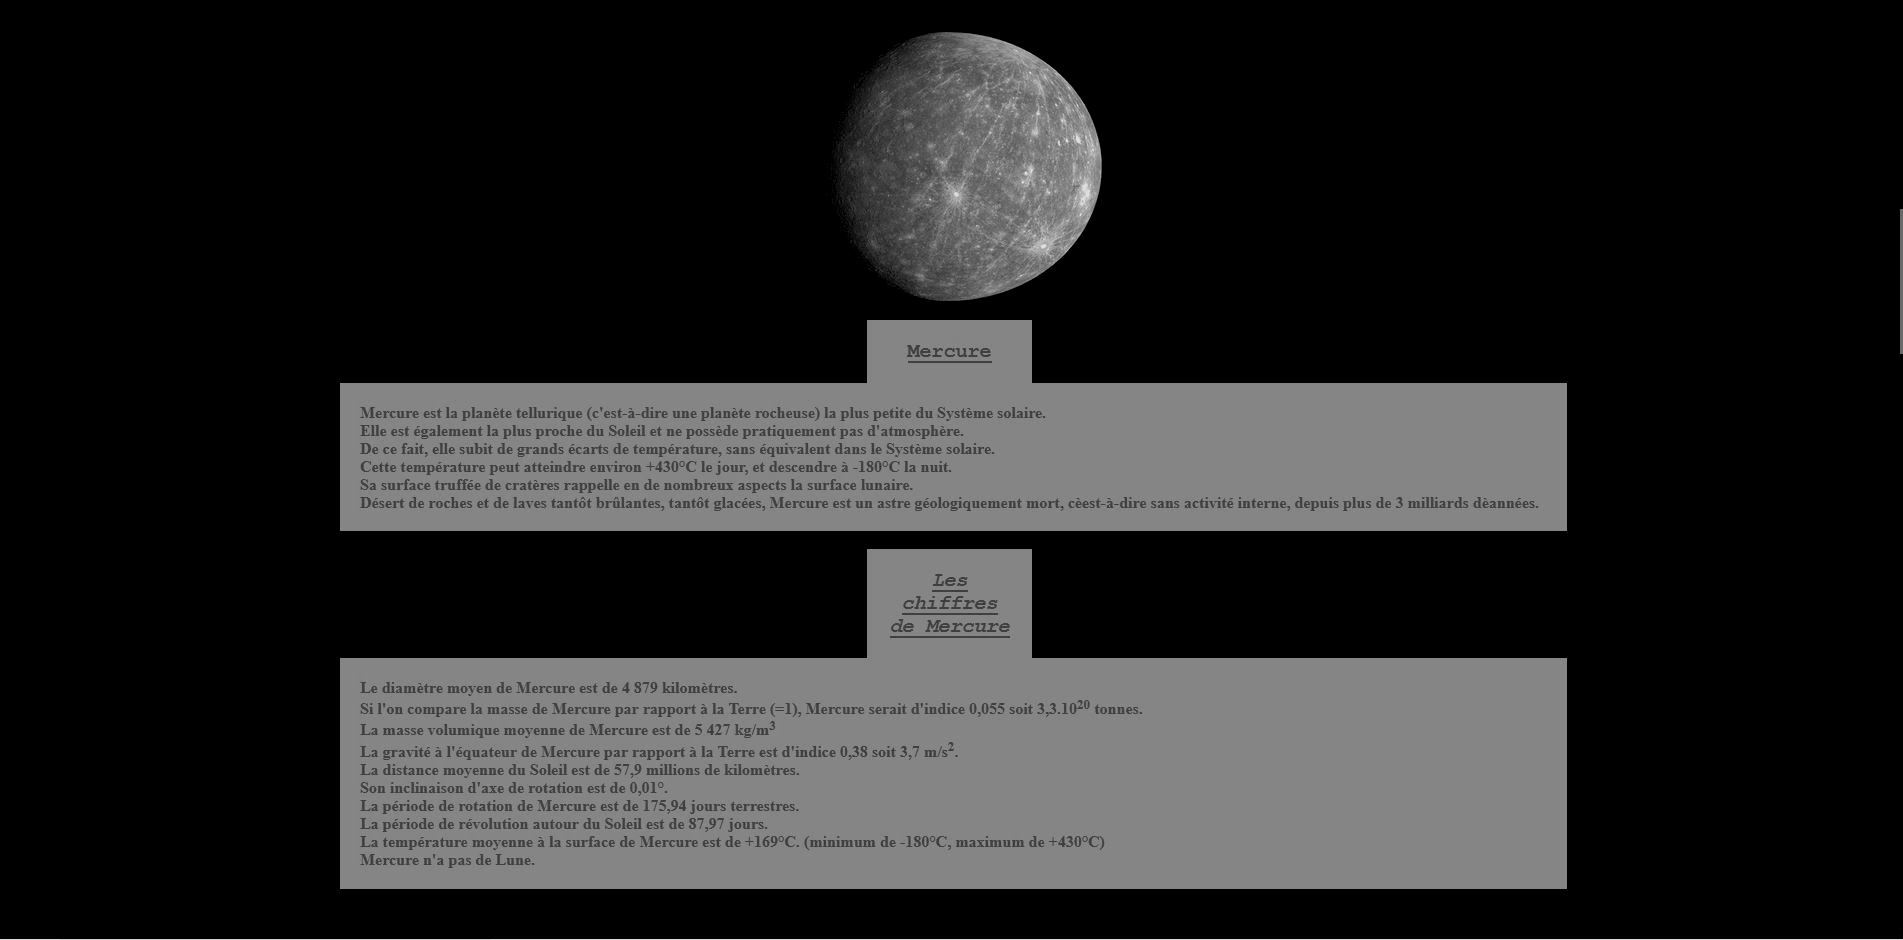 Mercure
Mercure est la planète tellurique (c'est-à-dire une planète rocheuse) la plus petite du Système solaire.
Elle est également la plus proche du Soleil et ne possède pratiquement pas d'atmosphère.
De ce fait, elle subit de grands écarts de température, sans équivalent dans le Système solaire.
Cette température peut atteindre environ +430°C le jour, et descendre à -180°C la nuit.
Sa surface truffée de cratères rappelle en de nombreux aspects la surface lunaire.
Désert de roches et de laves tantôt brûlantes, tantôt glacées, Mercure est un astre géologiquement mort, cèest-à-dire sans activité interne, depuis plus de 3 milliards dèannées.
Les
chiffres
de Mercure
Le diamètre moyen de Mercure est de 4 879 kilomètres.
Si l'on compare la masse de Mercure par rapport à la Terre (=1), Mercure serait d'indice 0,055 soit 3,3.10²⁰ tonnes.
La masse volumique moyenne de Mercure est de 5 427 kg/m³
La gravité à l'équateur de Mercure par rapport à la Terre est d'indice 0,38 soit 3,7 m/s².
La distance moyenne du Soleil est de 57,9 millions de kilomètres.
Son inclinaison d'axe de rotation est de 0,01°.
La période de rotation de Mercure est de 175,94 jours terrestres.
La période de révolution autour du Soleil est de 87,97 jours.
La température moyenne à la surface de Mercure est de +169°C. (minimum de -180°C, maximum de +430°C)
Mercure n'a pas de Lune.